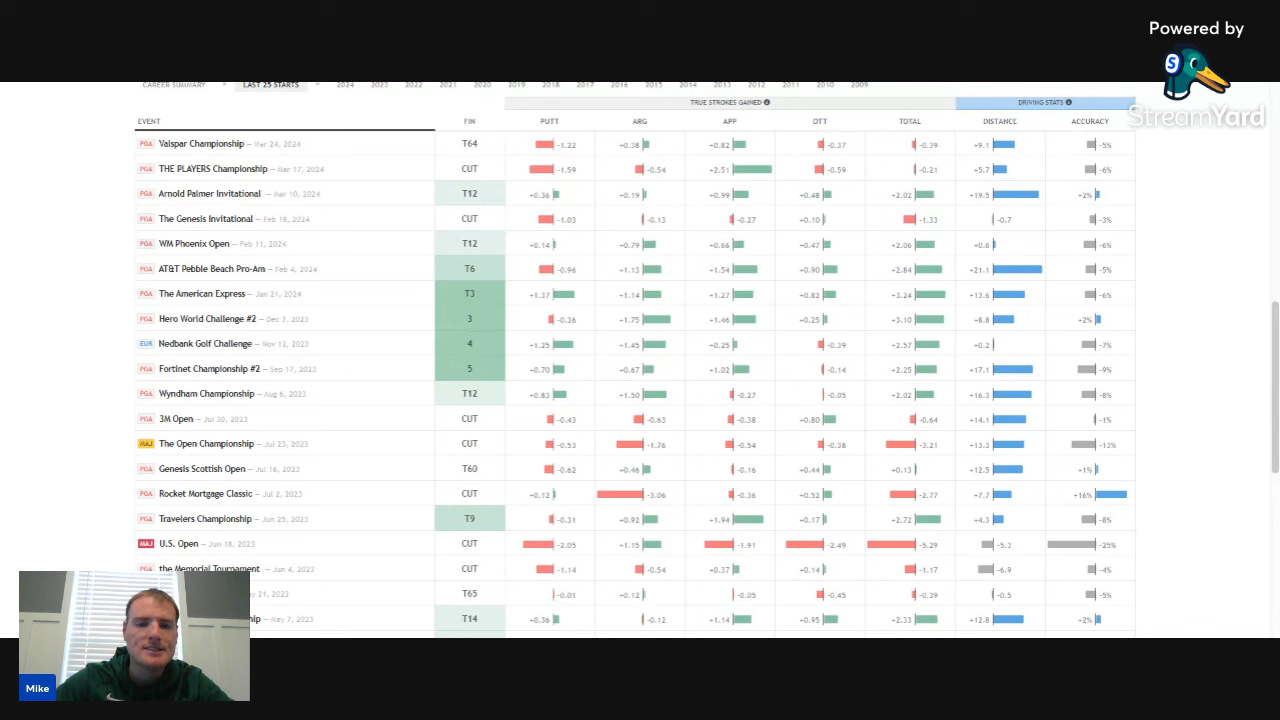 Powered by
S
StreamYard
CAREER SUMMARY LAST 25 STARTS 2024 2023 2022 2021 2020 2019 2018 2017 2016 2015 2014 2013 2012 2011 2010 2009
TRUE STROKES GAINED DRIVING STATS
EVENT FIN PUTT ARG APP OTT TOTAL DISTANCE ACCURACY
PGA Valspar Championship — Mar 24, 2024 T64 -1.22 +0.38 +0.82 -0.37 -0.39 +9.1 -5%
PGA THE PLAYERS Championship — Mar 17, 2024 CUT -1.59 -0.54 +2.51 -0.59 -0.21 +5.7 -6%
PGA Arnold Palmer Invitational — Mar 10, 2024 T12 +0.36 +0.19 +0.99 +0.48 +2.02 +19.5 +2%
PGA The Genesis Invitational — Feb 18, 2024 CUT -1.03 -0.13 -0.27 +0.10 -1.33 -0.7 -3%
PGA WM Phoenix Open — Feb 11, 2024 T12 +0.14 +0.79 +0.66 +0.47 +2.06 +0.6 -6%
PGA AT&T Pebble Beach Pro-Am — Feb 4, 2024 T6 -0.96 +1.13 +1.54 +0.90 +2.84 +21.1 -5%
PGA The American Express — Jan 21, 2024 T3 +1.37 +1.14 +1.27 +0.82 +3.24 +13.6 -6%
PGA Hero World Challenge #2 — Dec 3, 2023 3 -0.36 +1.75 +1.46 +0.25 +3.10 +8.8 +2%
EUR Nedbank Golf Challenge — Nov 12, 2023 4 +1.25 +1.45 +0.25 -0.39 +2.57 +0.2 -7%
PGA Fortinet Championship #2 — Sep 17, 2023 5 +0.70 +0.67 +1.02 -0.14 +2.25 +17.1 -9%
PGA Wyndham Championship — Aug 6, 2023 T12 +0.83 +1.50 -0.27 -0.05 +2.02 +16.3 -8%
PGA 3M Open — Jul 30, 2023 CUT -0.43 -0.63 -0.38 +0.80 -0.64 +14.1 -1%
MAJ The Open Championship — Jul 23, 2023 CUT -0.53 -1.76 -0.54 -0.38 -3.21 +13.3 -13%
PGA Genesis Scottish Open — Jul 16, 2023 T60 -0.62 +0.46 -0.16 +0.44 +0.13 +12.5 +1%
PGA Rocket Mortgage Classic — Jul 2, 2023 CUT +0.12 -3.06 -0.36 +0.52 -2.77 +7.7 +16%
PGA Travelers Championship — Jun 25, 2023 T9 -0.31 +0.92 +1.94 +0.17 +2.72 +4.3 -8%
MAJ U.S. Open — Jun 18, 2023 CUT -2.05 +1.15 -1.91 -2.49 -5.29 -5.3 -25%
PGA the Memorial Tournament — Jun 4, 2023 CUT -1.14 -0.54 +0.37 +0.14 -1.17 -6.9 -4%
21, 2023 T65 -0.01 +0.12 -0.05 -0.45 -0.39 -0.5 -5%
— May 7, 2023 T14 +0.36 -0.12 +1.14 +0.95 +2.33 +12.8 +2%
Mike